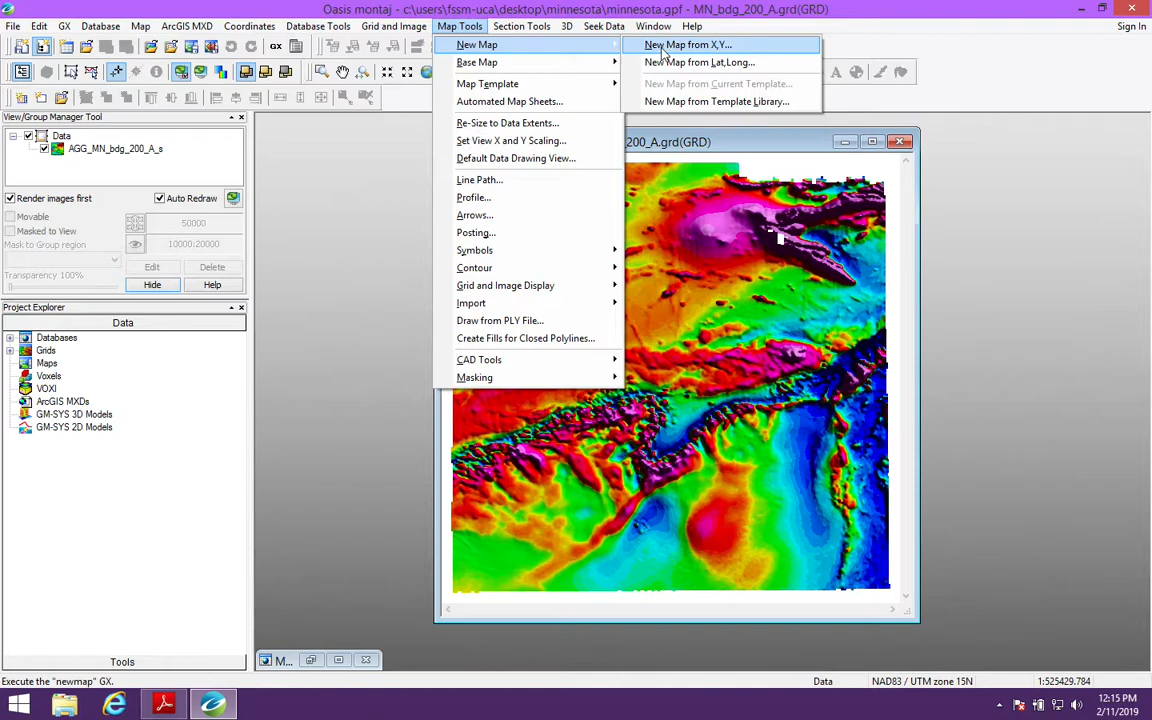 Oasis montaj - c:\users\fssm-uca\desktop\minnesota\minnesota.gpf - MN_bdg_200_A.grd(GRD)
File Edit GX Database Map ArcGIS MXD Coordinates Database Tools Grid and Image Map Tools Section Tools 3D Seek Data Window Help
New Map
New Map from X,Y...
Base Map
New Map from Lat,Long...
Map Template
New Map from Current Template...
Automated Map Sheets...
New Map from Template Library...
Re-Size to Data Extents...
Set View X and Y Scaling...
Default Data Drawing View...
Line Path...
Profile...
Arrows...
Posting...
Symbols
Contour
Grid and Image Display
Import
Draw from PLY File...
Create Fills for Closed Polylines...
CAD Tools
Masking
Sign In
GX
View/Group Manager Tool
Data
AGG_MN_bdg_200_A_s
Render images first
Auto Redraw
Movable
50000
Masked to View
Mask to Group region
10000:20000
Edit Delete
Transparency 100%
Hide Help
Project Explorer
Data
Databases
Grids
Maps
Voxels
VOXI
ArcGIS MXDs
GM-SYS 3D Models
GM-SYS 2D Models
Tools
200_A.grd(GRD)
M...
Execute the "newmap" GX.
Data
NAD83 / UTM zone 15N
1:525429.784
12:15 PM
2/11/2019